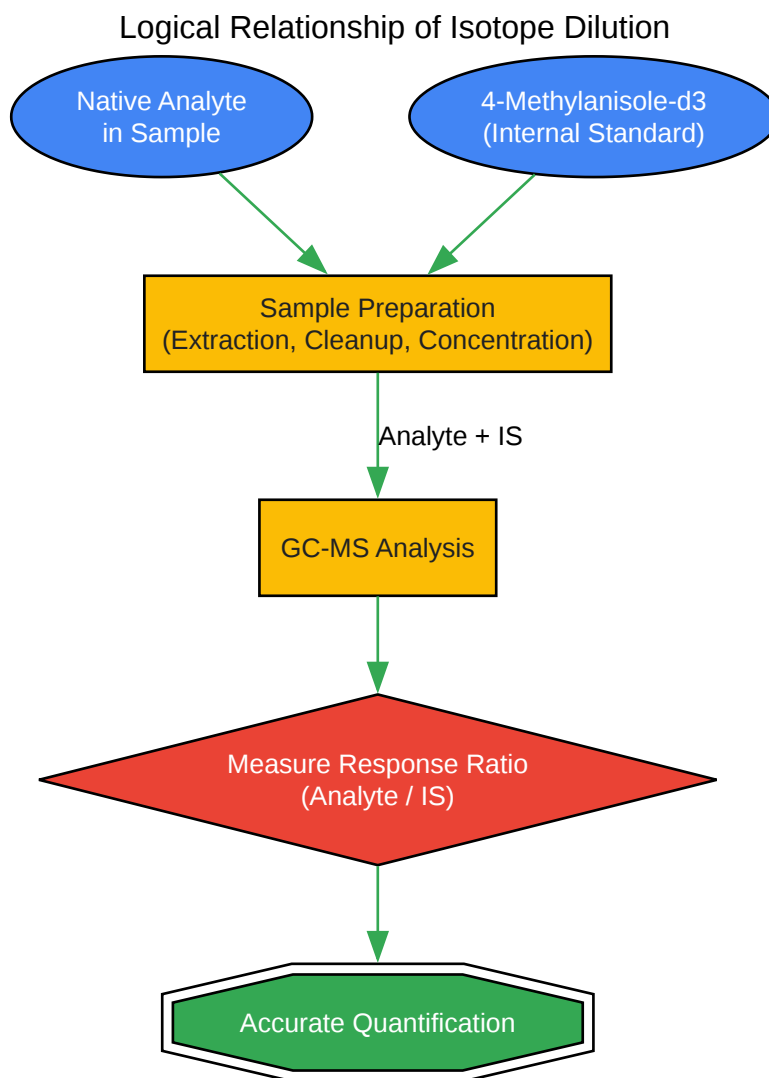 Logical Relationship of Isotope Dilution
Native Analyte
in Sample
4-Methylanisole-d3
(Internal Standard)
Sample Preparation
(Extraction, Cleanup, Concentration)
Analyte + IS
GC-MS Analysis
Measure Response Ratio
(Analyte / IS)
Accurate Quantification